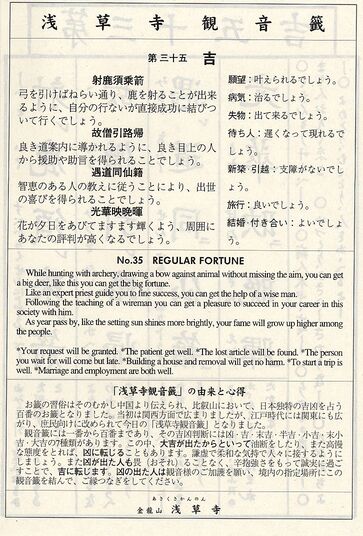 浅草寺観音籤
第三十五 吉
射鹿須乗箭
弓を引けばねらい通り、鹿を射ることが出来
るように、自分の行ないが直接成功に結びつ
いて行くでしょう。
故僧引路帰
良き道案内に導かれるように、良き目上の人
から援助や助言を得られることでしょう。
遇道同仙籍
智恵のある人の教えに従うことにより、出世
の喜びを得られることでしょう。
光華映晩暉
花が夕日をあびてますます輝くよう、周囲に
あなたの評判が高くなるでしょう。
願望：叶えられるでしょう。
病気：治るでしょう。
失物：出て来るでしょう。
待ち人：遅くなって現れるで
しょう。
新築・引越：支障がないでし
ょう。
旅行：良いでしょう。
結婚・付き合い：よいでしょ
う。
No.35 REGULAR FORTUNE
While hunting with archery, drawing a bow against animal without missing the aim, you can get
a big deer, like this you can get the big fortune.
Like an expert priest guide you to fine success, you can get the help of a wise man.
Following the teaching of a wireman you can get a pleasure to succeed in your career in this
society with him.
As year pass by, like the setting sun shines more brightly, your fame will grow up higher among
the people.
*Your request will be granted. *The patient get well. *The lost article will be found. *The person
you wait for will come but late. *Building a house and removal will get no harm. *To start a trip is
well. *Marriage and employment are both well.
「浅草寺観音籤」の由来と心得
お籤の習俗はそのむかし中国より伝えられ、比叡山において、日本独特の吉凶を占う
百番のお籤となりました。当初は関西方面で広まりましたが、江戸時代には関東にも広
がり、庶民向けに改められて今日の「浅草寺観音籤」となりました。
観音籤には一番から百番まであり、その吉凶判断には凶・吉・末吉・半吉・小吉・末小
吉・大吉の種類があります。この中、大吉が出たからといって油断をしたり、また高慢
な態度をとれば、凶に転じることもあります。謙虚で柔和な気持で人々に接するように
しましょう。また凶が出た人も畏（おそれ）ることなく、辛抱強さをもって誠実に過ご
すことで、吉に転じます。凶の出た人は観音様のご加護を願い、境内の指定場所にこの
観音籤を結んで、ご縁つなぎをしてください。
あさくさかんのん
金龍山 浅草寺